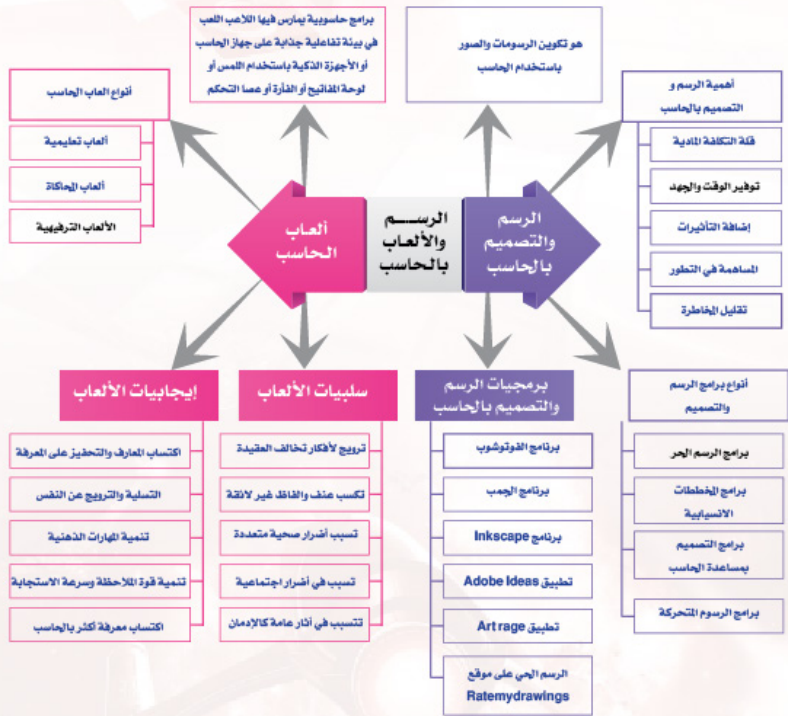 برامج حاسوبية يمارس فيها اللاعب اللعب
في بيئة تفاعلية جذابة على جهاز الحاسب
أو الأجهزة الذكية باستخدام اللمس أو
لوحة المفاتيح أو الفأرة أو عصا التحكم
هو تكوين الرسومات والصور
باستخدام الحاسب
أهمية الرسم و
التصميم بالحاسب
قلة التكلفة المادية
توفير الوقت والجهد
إضافة التأثيرات
المساهمة في التطور
تقليل المخاطرة
أنواع العاب الحاسب
ألعاب تعليمية
ألعاب المحاكاة
الألعاب الترفيهية
الرسم
والتصميم
بالحاسب
الرســـم
والألعاب
بالحاسب
ألعاب
الحاسب
أنواع برامج الرسم
والتصميم
برامج الرسم الحر
برامج المخططات
الانسيابية
برامج التصميم
بمساعدة الحاسب
برامج الرسوم المتحركة
برمجيات الرسم
والتصميم بالحاسب
برنامج الفوتوشوب
برنامج الجمب
برنامج Inkscape
تطبيق Adobe Ideas
تطبيق Art rage
الرسم الحي على موقع
Ratemydrawings
سلبيات الألعاب
ترويج لأفكار تخالف العقيدة
تكسب عنف والفاظ غير لائقة
تسبب أضرار صحية متعددة
تسبب في أضرار اجتماعية
تتسبب في أثار عامة كالإدمان
إيجابيات الألعاب
اكتساب المعارف والتحفيز على المعرفة
التسلية والترويح عن النفس
تنمية المهارات الذهنية
تنمية قوة الملاحظة وسرعة الاستجابة
اكتساب معرفة أكثر بالحاسب